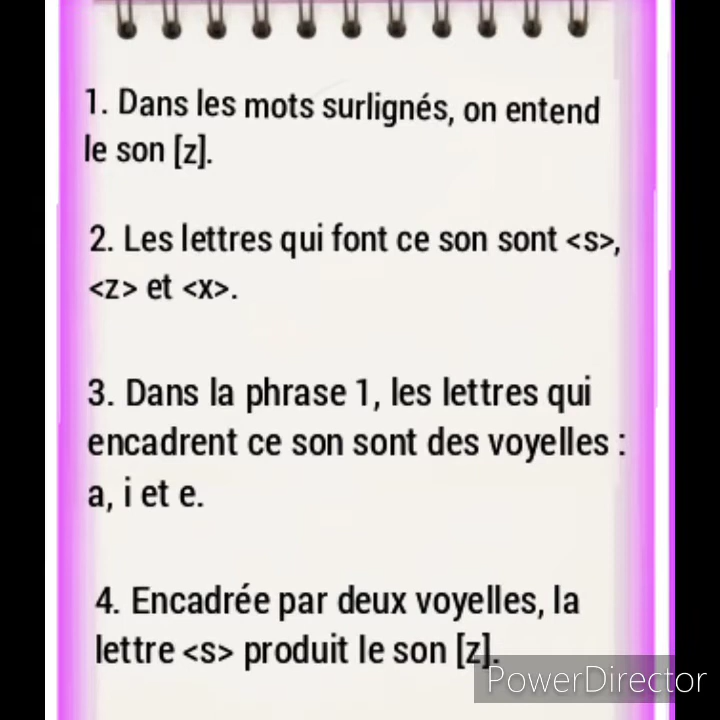 1. Dans les mots surlignés, on entend
le son [z].
2. Les lettres qui font ce son sont <s>,
<z> et <x>.
3. Dans la phrase 1, les lettres qui
encadrent ce son sont des voyelles :
a, i et e.
4. Encadrée par deux voyelles, la
lettre <s> produit le son [z].
PowerDirector